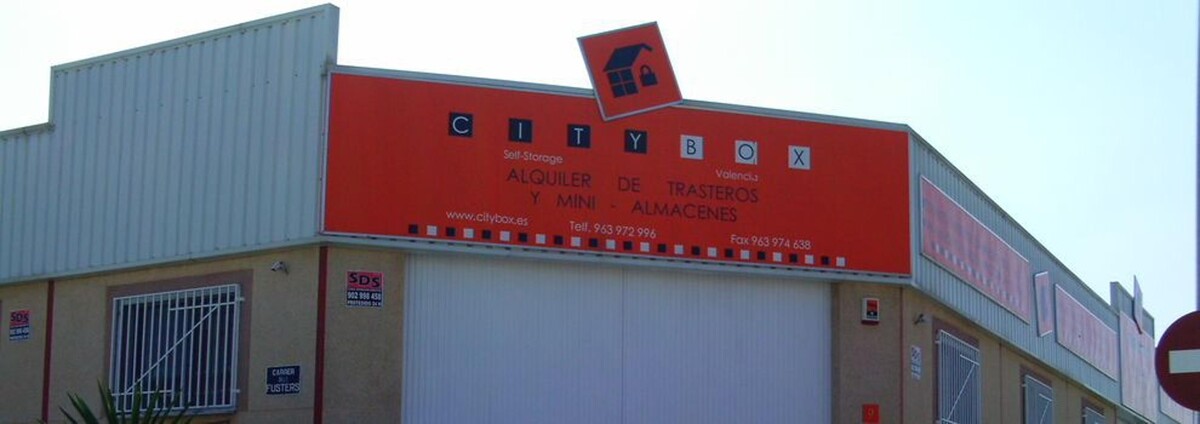 CITYBOX
Self-Storage
Valencia
ALQUILER DE TRASTEROS
Y MINI - ALMACENES
www.citybox.es Telf. 963 972 996 Fax 963 974 638
SDS
902 998 458
SDS
CARRER
FUSTERS